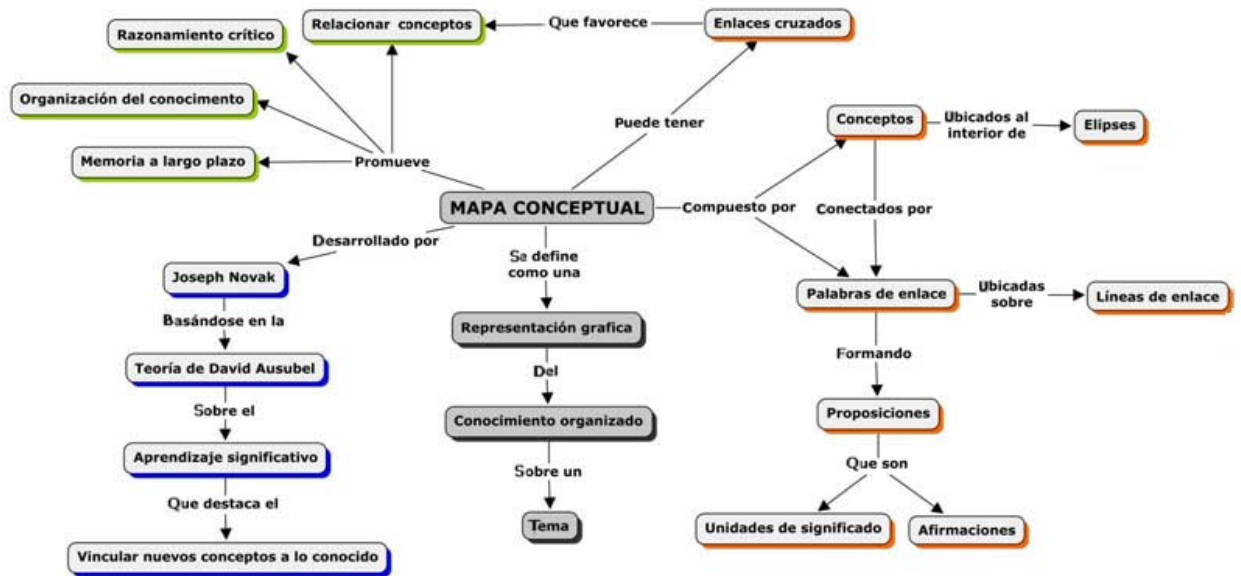 Relacionar conceptos
Que favorece
Enlaces cruzados
Razonamiento crítico
Organización del conocimento
Memoria a largo plazo
Promueve
Puede tener
Conceptos
Ubicados al
interior de
Elipses
MAPA CONCEPTUAL
Compuesto por
Conectados por
Desarrollado por
Se define
como una
Joseph Novak
Palabras de enlace
Ubicadas
sobre
Líneas de enlace
Basándose en la
Representación grafica
Formando
Teoría de David Ausubel
Del
Sobre el
Conocimiento organizado
Proposiciones
Aprendizaje significativo
Sobre un
Que son
Que destaca el
Tema
Unidades de significado
Afirmaciones
Vincular nuevos conceptos a lo conocido